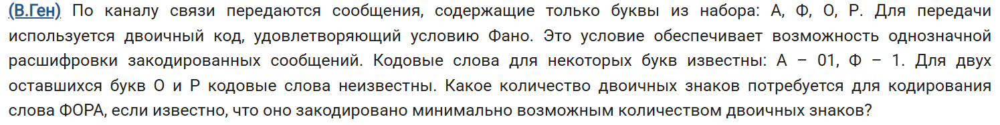 (В.Ген) По каналу связи передаются сообщения, содержащие только буквы из набора: А, Ф, О, Р. Для передачи
используется двоичный код, удовлетворяющий условию Фано. Это условие обеспечивает возможность однозначной
расшифровки закодированных сообщений. Кодовые слова для некоторых букв известны: А – 01, Ф – 1. Для двух
оставшихся букв О и Р кодовые слова неизвестны. Какое количество двоичных знаков потребуется для кодирования
слова ФОРА, если известно, что оно закодировано минимально возможным количеством двоичных знаков?